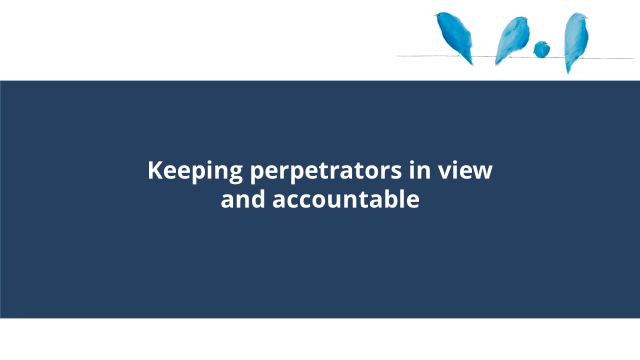 Keeping perpetrators in view
and accountable